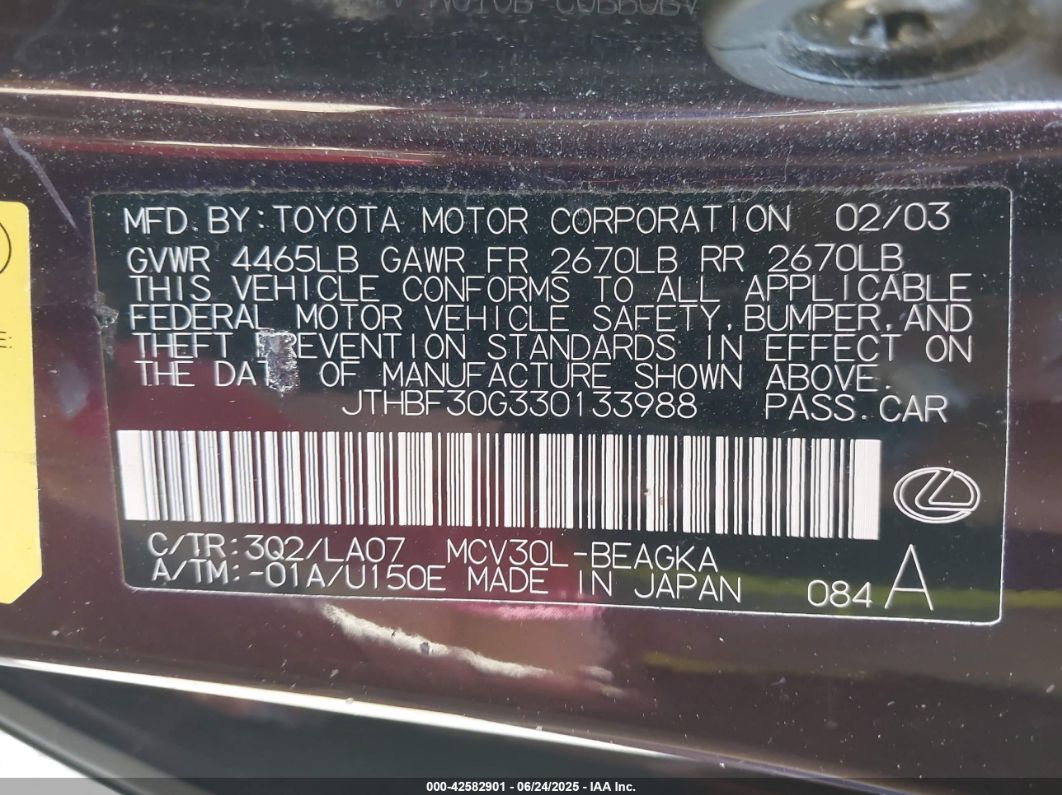 MFD. BY: TOYOTA MOTOR CORPORATION 02/03
GVWR 4465LB GAWR FR 2670LB RR 2670LB
THIS VEHICLE CONFORMS TO ALL APPLICABLE
FEDERAL MOTOR VEHICLE SAFETY, BUMPER, AND
THEFT PREVENTION STANDARDS IN EFFECT ON
THE DATE OF MANUFACTURE SHOWN ABOVE.
JTHBF30G330133988 PASS. CAR
C/TR: 3Q2/LA07 MCV30L-BEAGKA
A/TM: -01A/U150E MADE IN JAPAN 084 A
E:
000-42582901 - 06/24/2025 - IAA Inc.